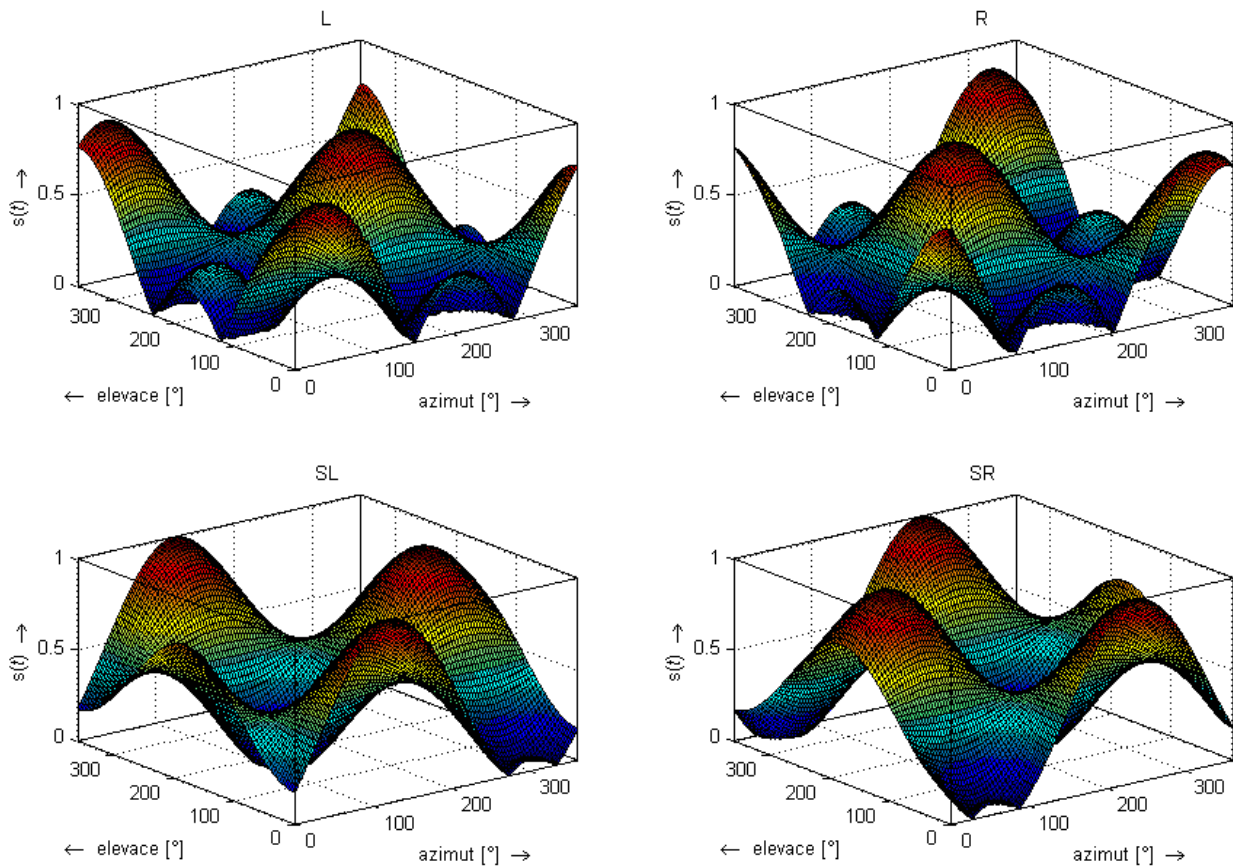 L
1
0.5
0
s(t) →
300
200
100
0
← elevace [°]
0
100
200
300
azimut [°] →
R
1
0.5
0
s(t) →
300
200
100
0
← elevace [°]
0
100
200
300
azimut [°] →
SL
1
0.5
0
s(t) →
300
200
100
0
← elevace [°]
0
100
200
300
azimut [°] →
SR
1
0.5
0
s(t) →
300
200
100
0
← elevace [°]
0
100
200
300
azimut [°] →